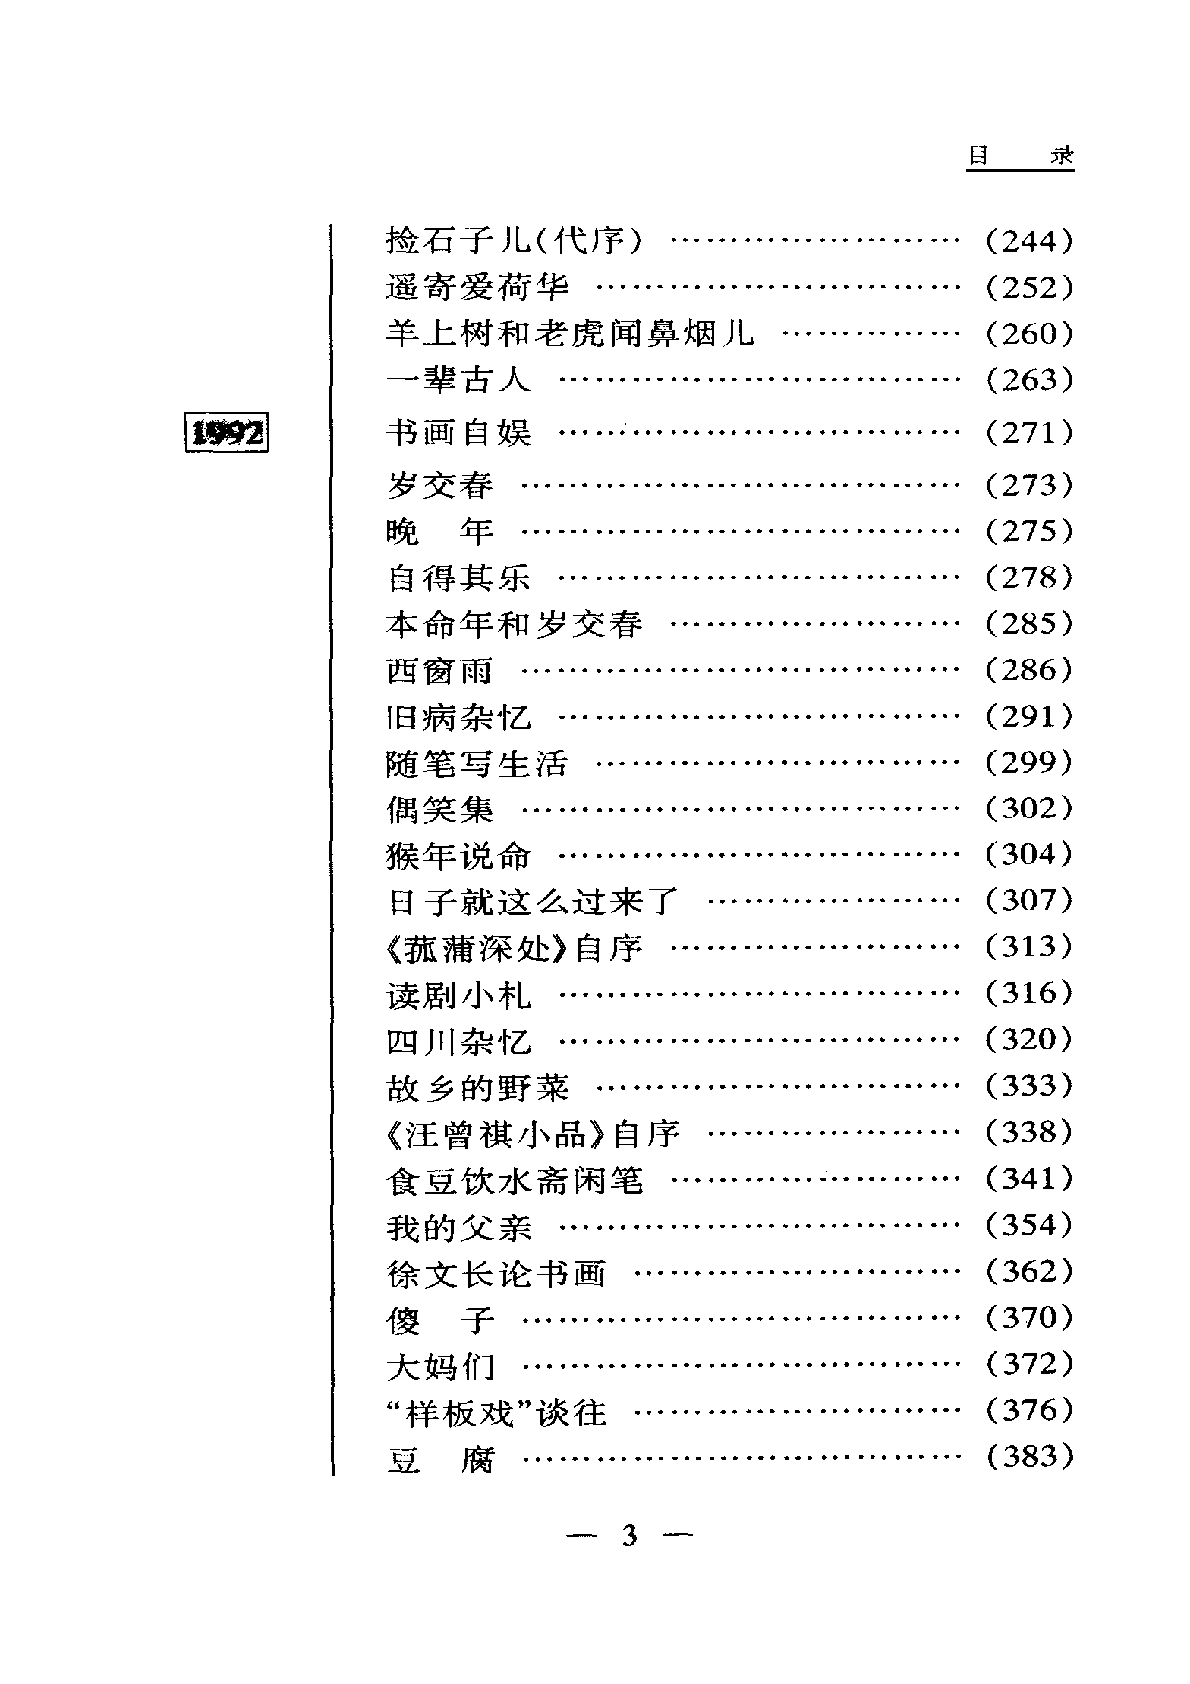 目　录
捡石子儿(代序) ……………………… (244)
遥寄爱荷华 …………………………… (252)
羊上树和老虎闻鼻烟儿 …………… (260)
一辈古人 ……………………………… (263)
1992 书画自娱 ……………………………… (271)
岁交春 ………………………………… (273)
晚　年 ………………………………… (275)
自得其乐 ……………………………… (278)
本命年和岁交春 ……………………… (285)
西窗雨 ………………………………… (286)
旧病杂忆 ……………………………… (291)
随笔写生活 …………………………… (299)
偶笑集 ………………………………… (302)
猴年说命 ……………………………… (304)
日子就这么过来了 ………………… (307)
《菰蒲深处》自序 ……………………… (313)
读剧小札 ……………………………… (316)
四川杂忆 ……………………………… (320)
故乡的野菜 …………………………… (333)
《汪曾祺小品》自序 ………………… (338)
食豆饮水斋闲笔 ……………………… (341)
我的父亲 ……………………………… (354)
徐文长论书画 ………………………… (362)
傻　子 ………………………………… (370)
大妈们 ………………………………… (372)
“样板戏”谈往 ………………………… (376)
豆　腐 ………………………………… (383)
— 3 —